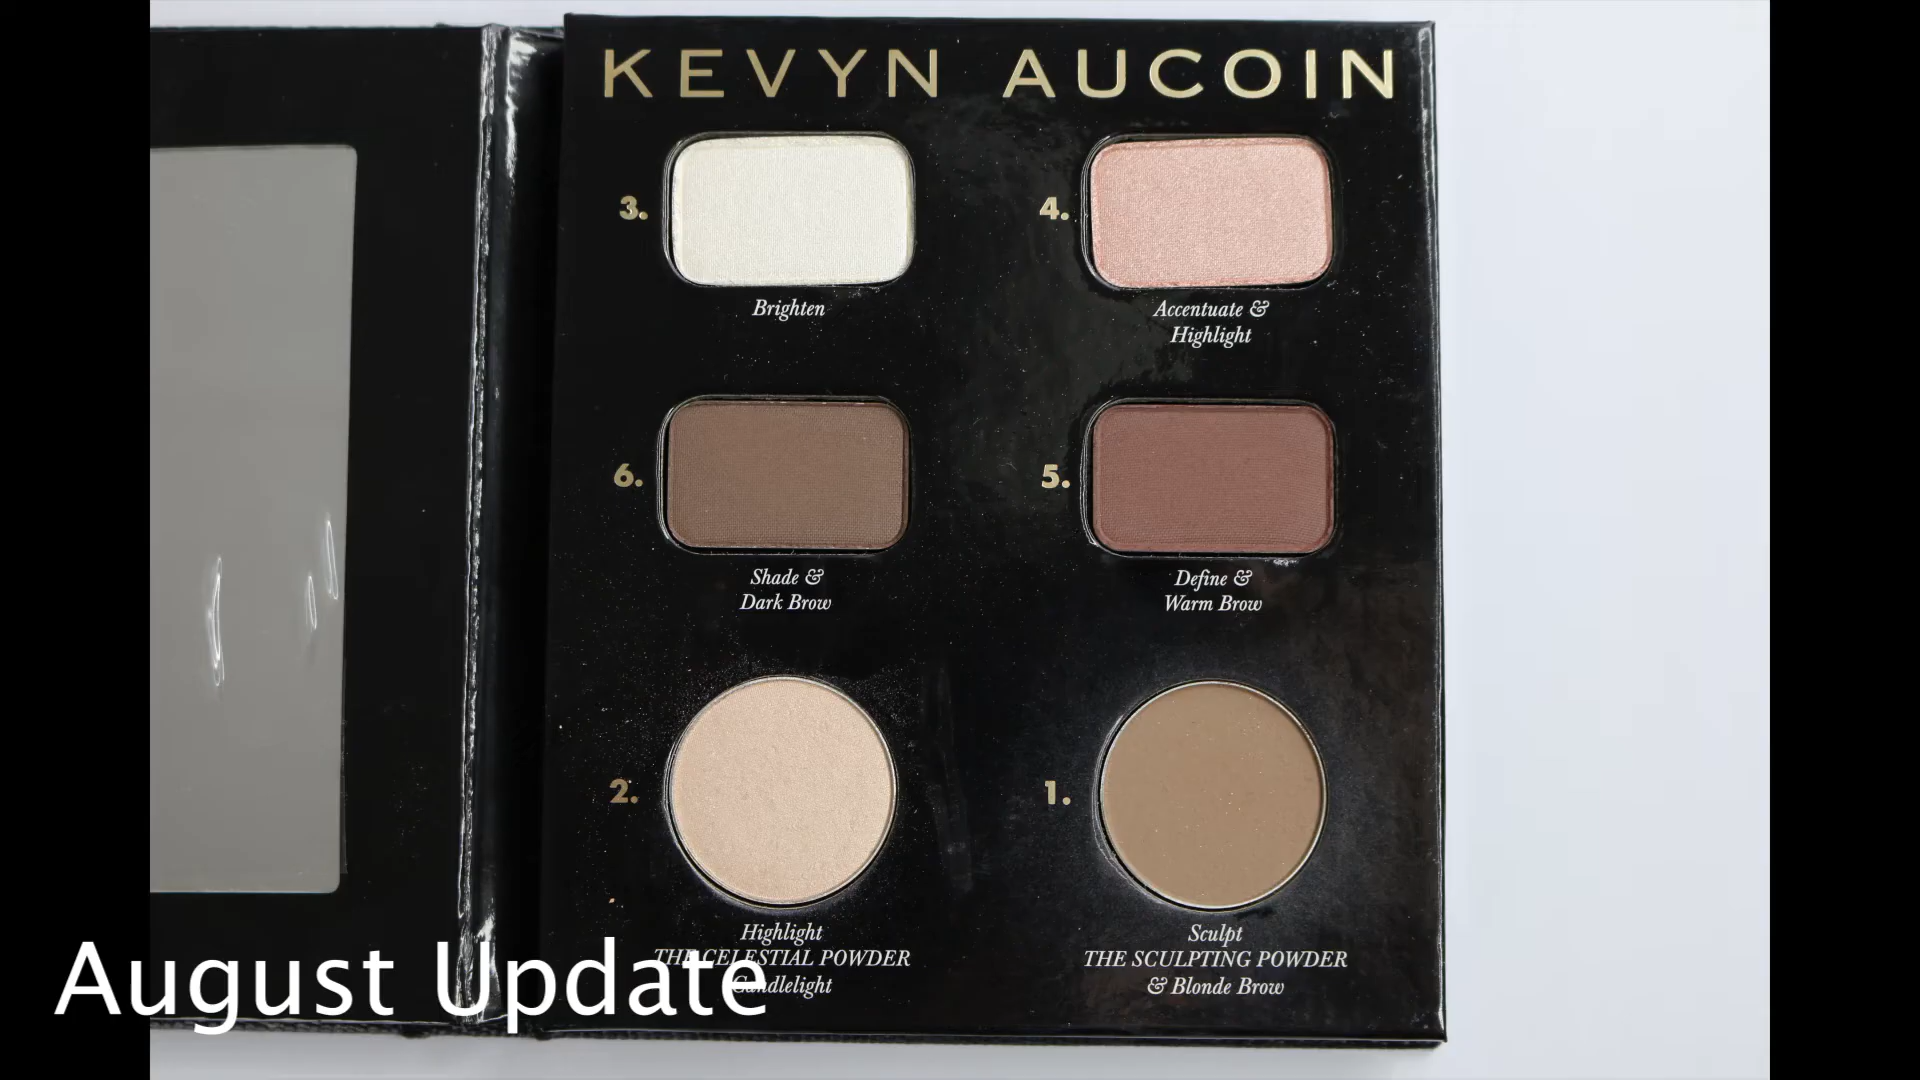 KEVYN AUCOIN
3.
Brighten
4.
Accentuate &
Highlight
6.
Shade &
Dark Brow
5.
Define &
Warm Brow
2.
Highlight
THE CELESTIAL POWDER
Candlelight
1.
Sculpt
THE SCULPTING POWDER
& Blonde Brow
August Update